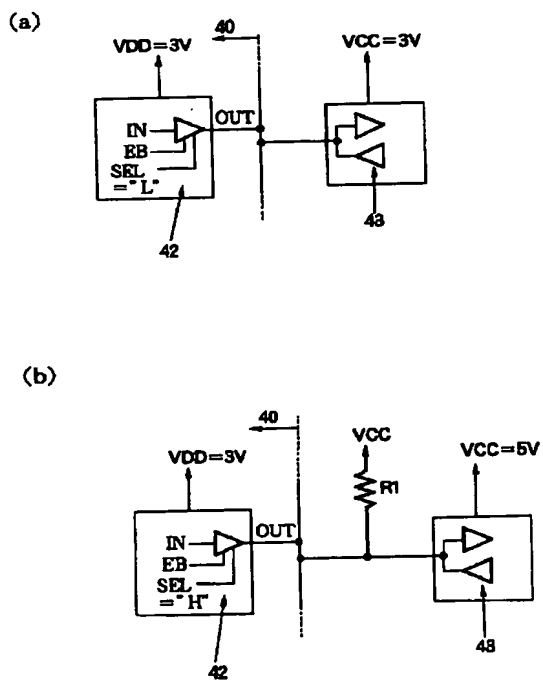 (a)
40
VDD=3V
VCC=3V
IN
OUT
EB
SEL
="L"
42
43
(b)
40
VCC
VDD=3V
VCC=5V
R1
IN
OUT
EB
SEL
="H"
42
43